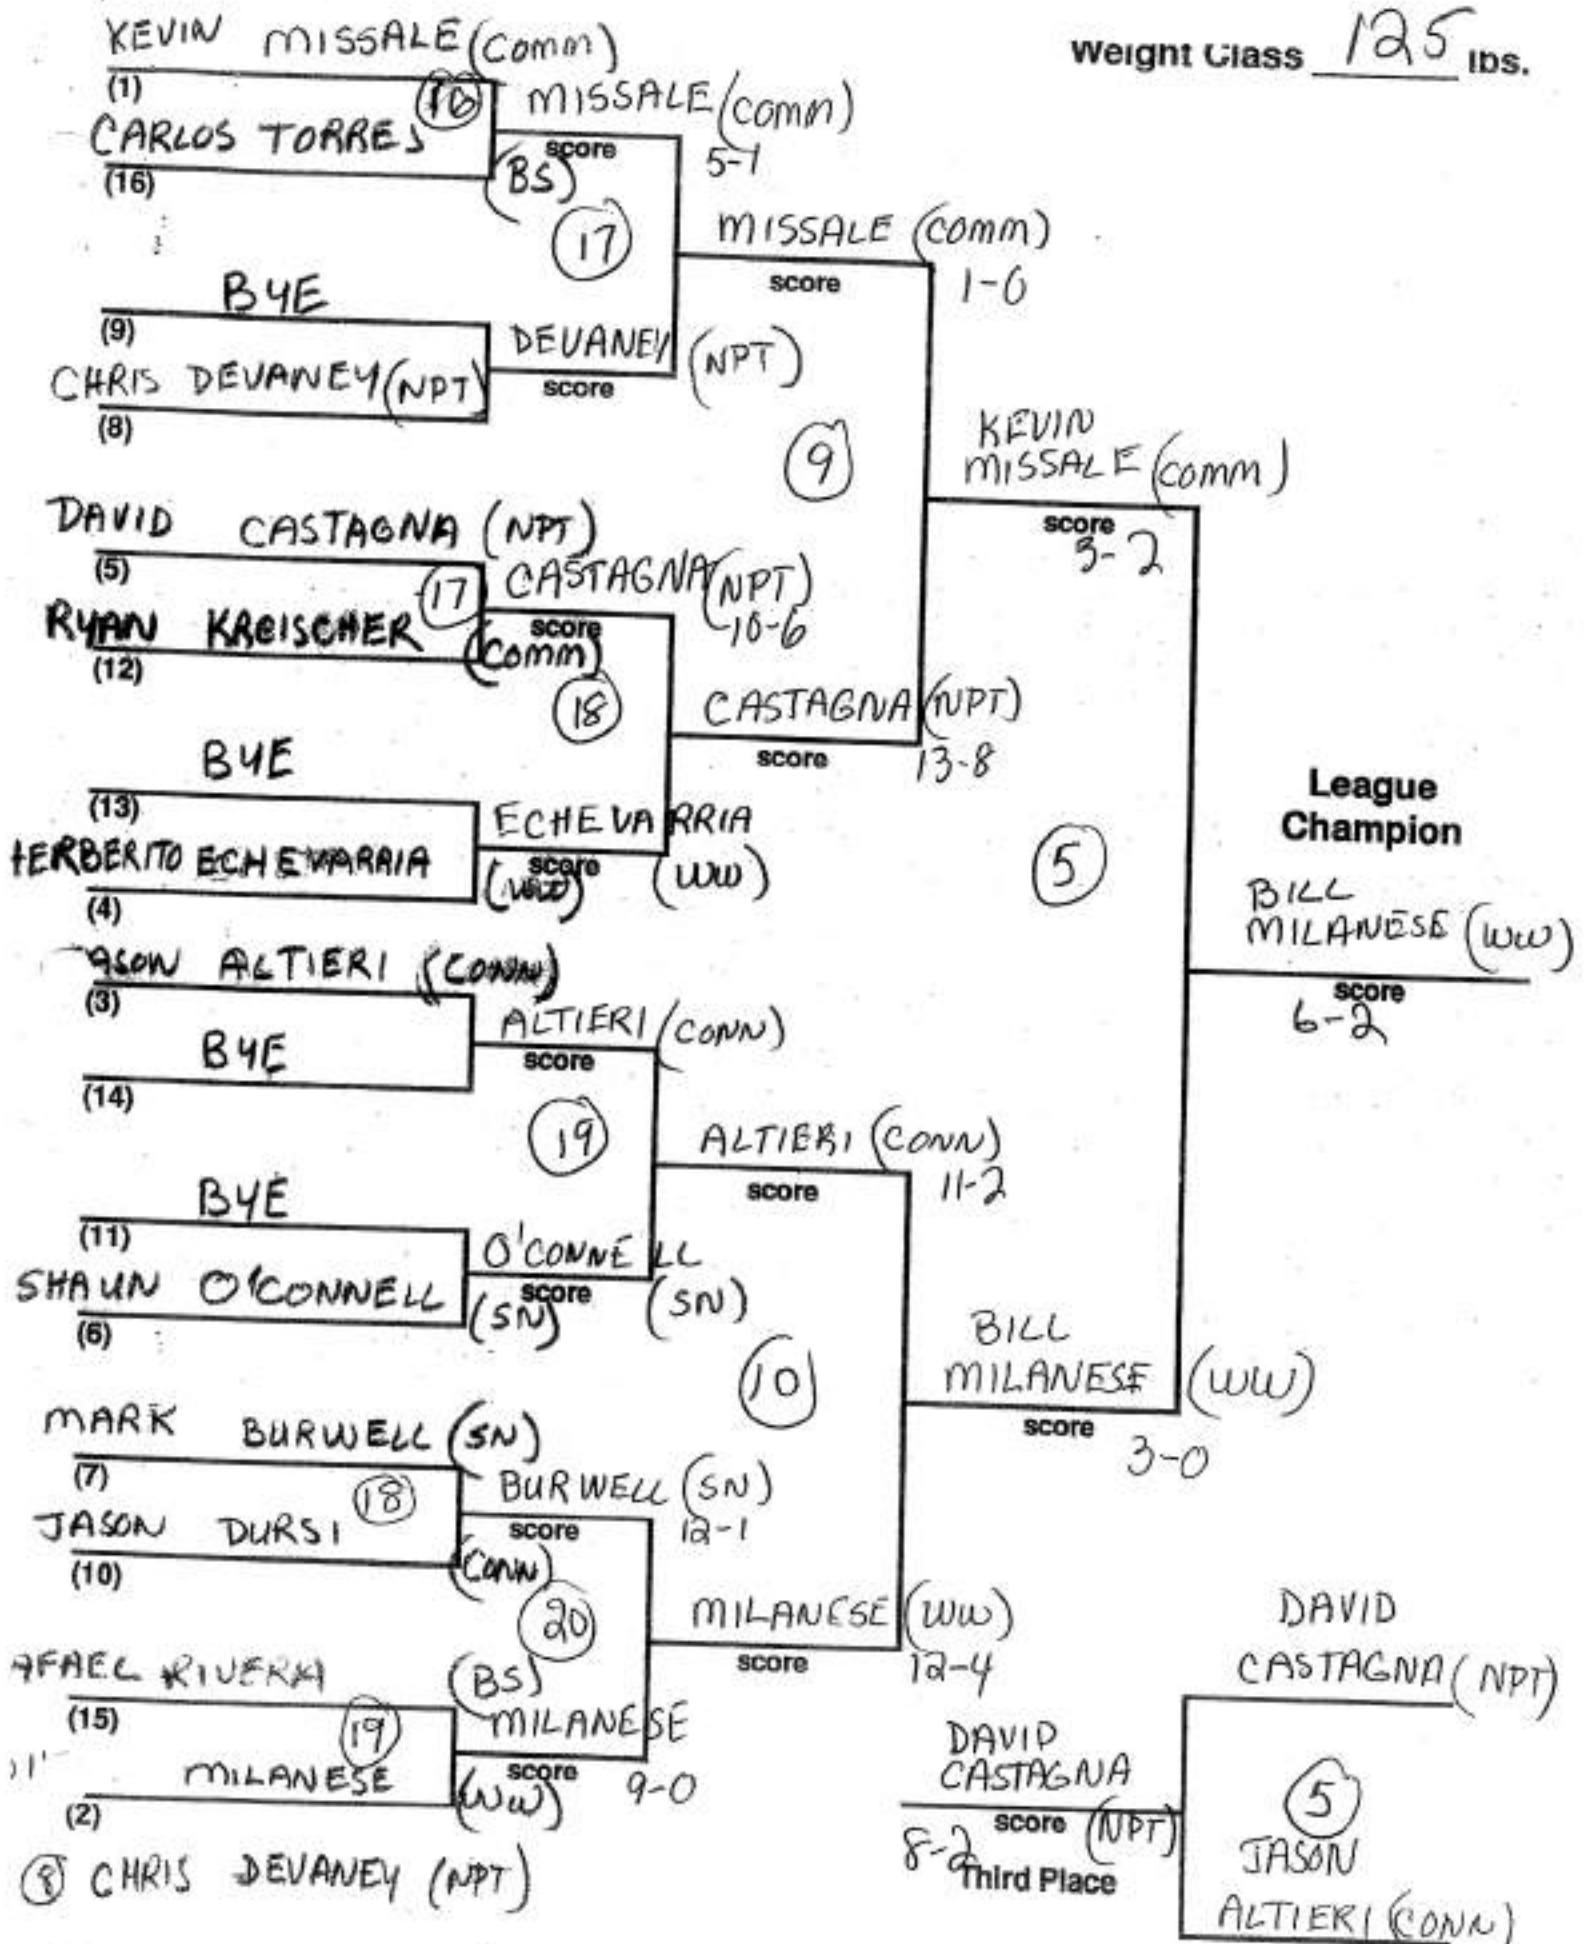 Weight Class 125 lbs.
KEVIN MISSALE (COMM)
(1)
MISSALE (COMM)
score
5-1
CARLOS TORRES
(BS)
(16)
17
MISSALE (COMM)
score
1-0
BYE
(9)
DEVANEY (NPT)
score
CHRIS DEVANEY (NPT)
(8)
9
KEVIN
MISSALE (COMM)
score
3-2
DAVID CASTAGNA (NPT)
(5)
17
CASTAGNA (NPT)
score
10-6
RYAN KREISCHER
(COMM)
(12)
18
CASTAGNA (NPT)
score
13-8
BYE
(13)
ECHEVARRIA
score
(WW)
HERBERITO ECHEVARRIA
(4)
5
League
Champion
BILL
MILANESE (WW)
score
6-2
ASON ALTIERI (CONN)
(3)
ALTIERI (CONN)
score
BYE
(14)
19
ALTIERI (CONN)
score
11-2
BYE
(11)
O'CONNELL
score
(SN)
SHAUN O'CONNELL
(SN)
(6)
10
BILL
MILANESE (WW)
score
3-0
MARK BURWELL (SN)
(7)
18
BURWELL (SN)
score
12-1
JASON DURSI
(CONN)
(10)
20
MILANESE (WW)
score
12-4
AFAEL RIVERA (BS)
(15)
19
MILANESE
score
9-0
MILANESE
(WW)
(2)
DAVID
CASTAGNA (NPT)
DAVID
CASTAGNA
score (NPT)
8-2
Third Place
5
JASON
ALTIERI (CONN)
8 CHRIS DEVANEY (NPT)